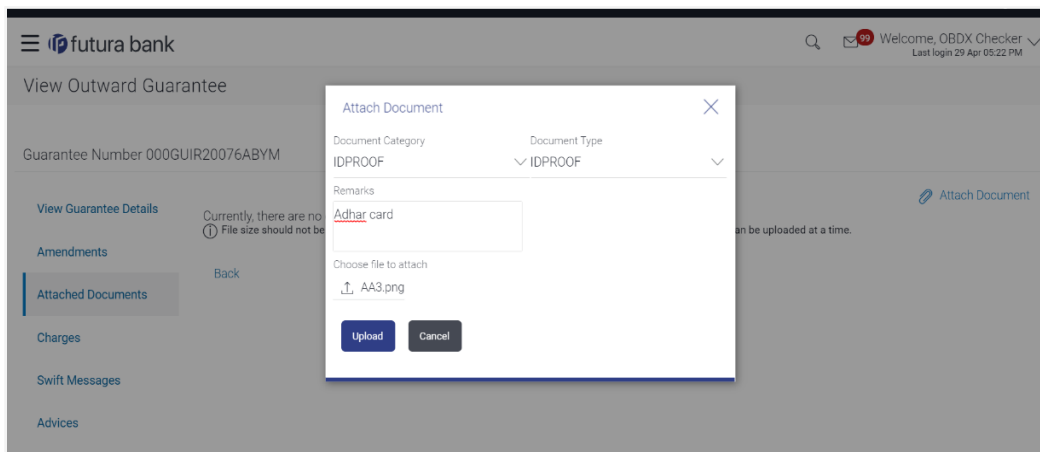 futura bank
99 Welcome, OBDX Checker
Last login 29 Apr 05:22 PM
View Outward Guarantee
Guarantee Number 000GUIR20076ABYM
Attach Document
View Guarantee Details
Amendments
Attached Documents
Charges
Swift Messages
Advices
Currently, there are no
File size should not be
an be uploaded at a time.
Back
Attach Document
Document Category
Document Type
IDPROOF
IDPROOF
Remarks
Adhar card
Choose file to attach
AA3.png
Upload
Cancel